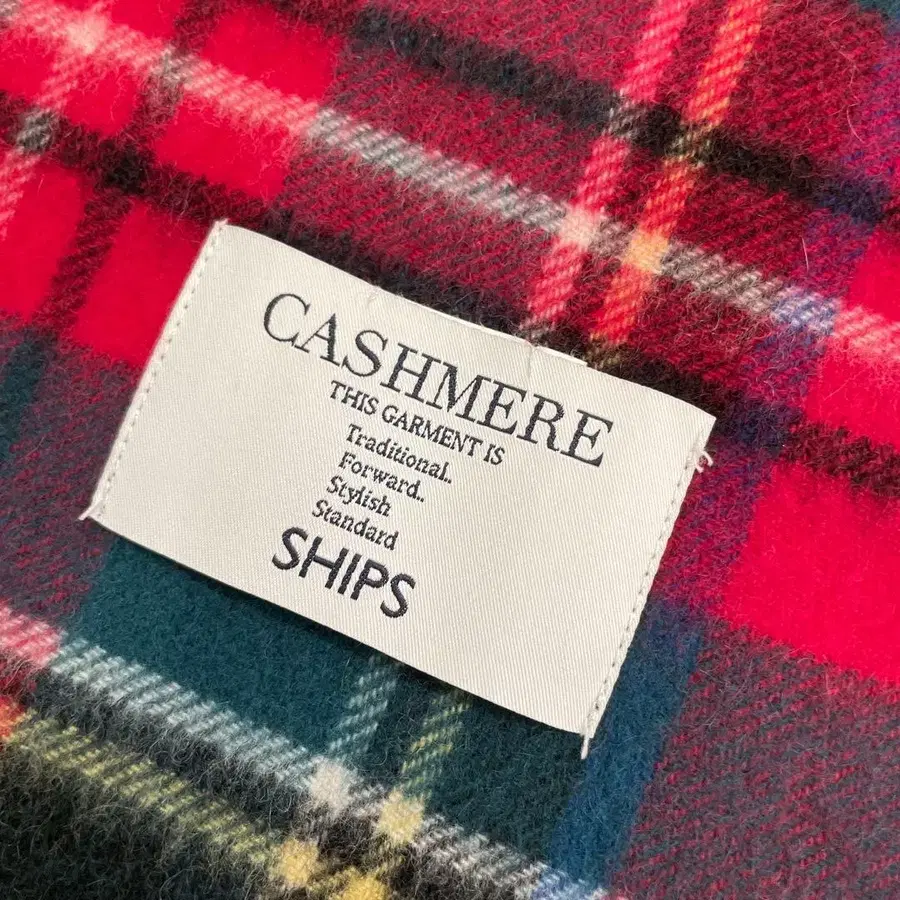 CASHMERE
THIS GARMENT IS
Traditional..
Forward..
Stylish
Standard
SHIPS